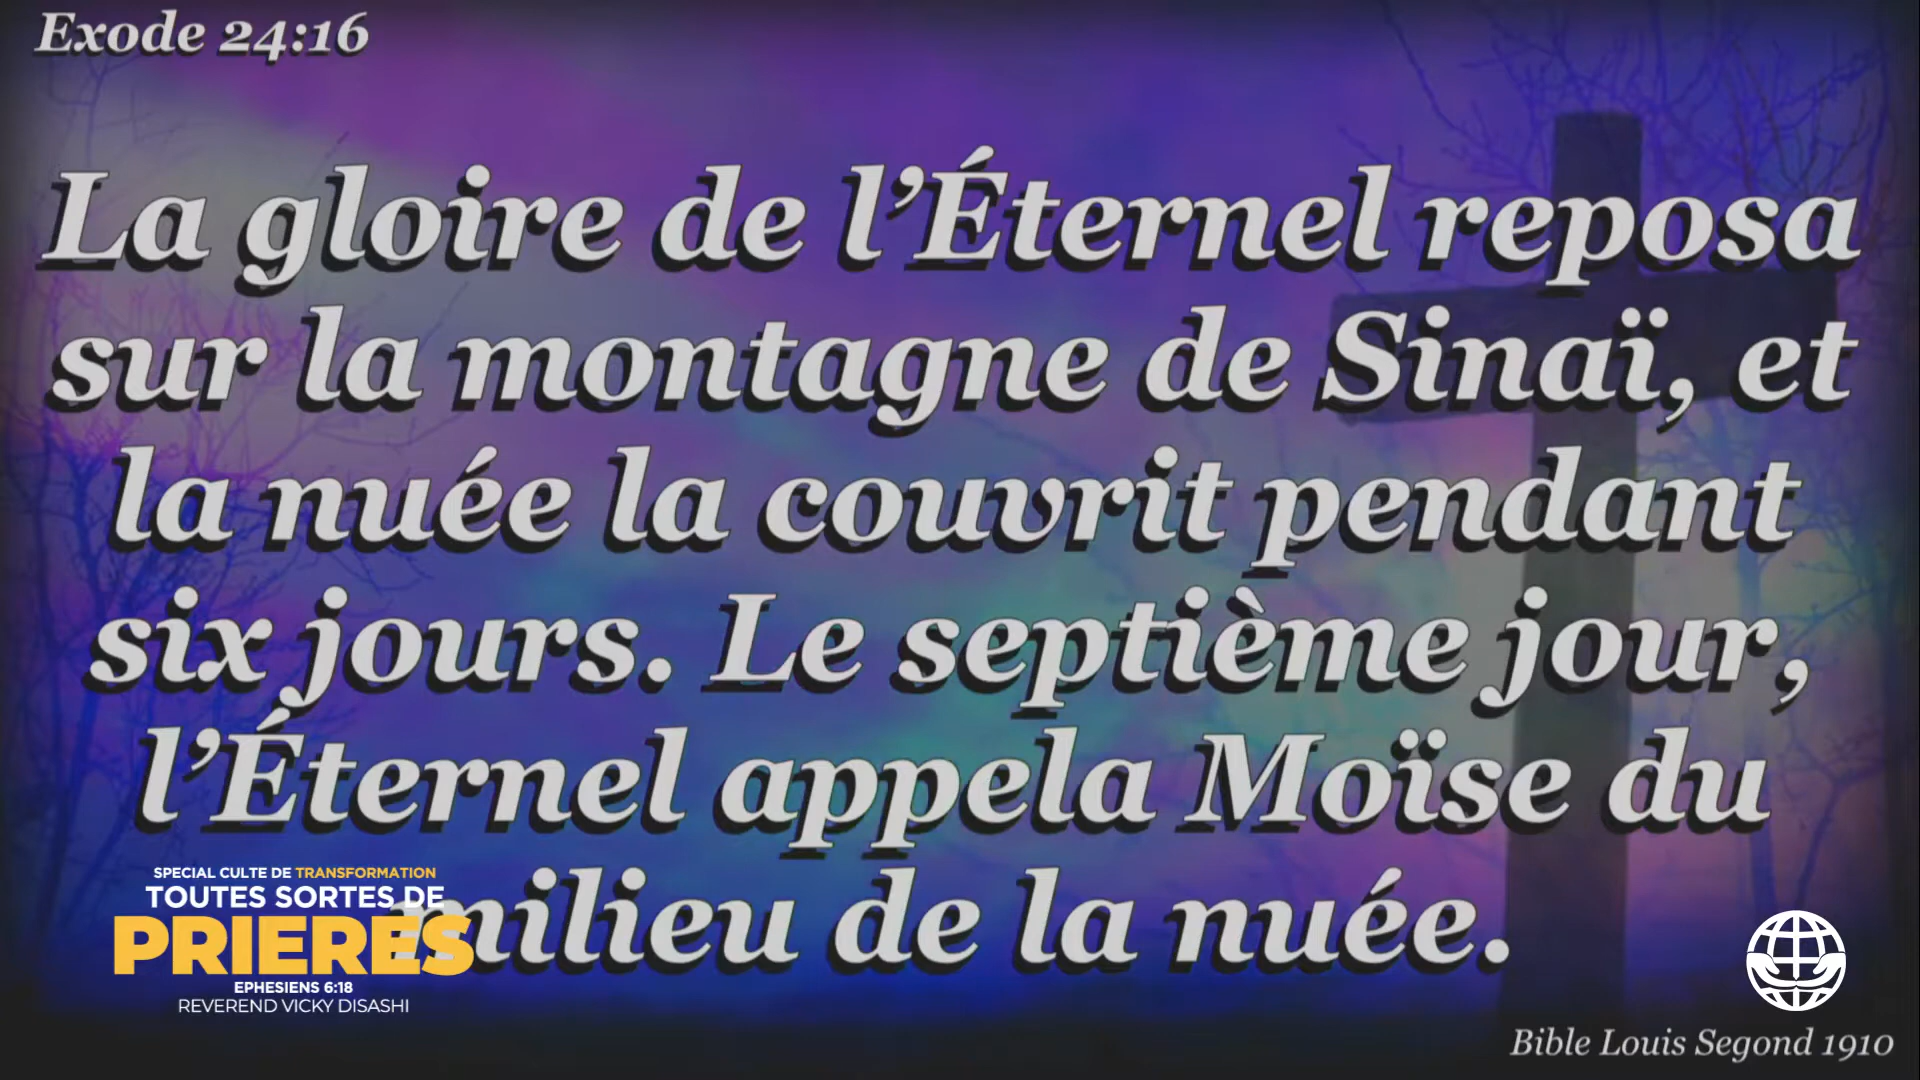 Exode 24:16
La gloire de l’Éternel reposa
sur la montagne de Sinaï, et
la nuée la couvrit pendant
six jours. Le septième jour,
l’Éternel appela Moïse du
milieu de la nuée.
SPECIAL CULTE DE TRANSFORMATION
TOUTES SORTES DE
PRIERES
EPHESIENS 6:18
REVEREND VICKY DISASHI
Bible Louis Segond 1910